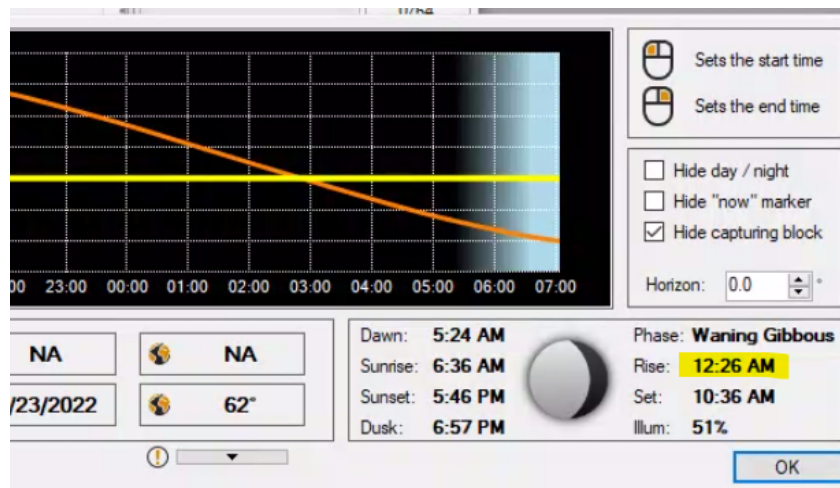 Sets the start time
Sets the end time
Hide day / night
Hide "now" marker
Hide capturing block
Horizon: 0.0 °
23:00 00:00 01:00 02:00 03:00 04:00 05:00 06:00 07:00
NA
NA
/23/2022
62°
Dawn: 5:24 AM
Sunrise: 6:36 AM
Sunset: 5:46 PM
Dusk: 6:57 PM
Phase: Waning Gibbous
Rise: 12:26 AM
Set: 10:36 AM
Illum: 51%
OK